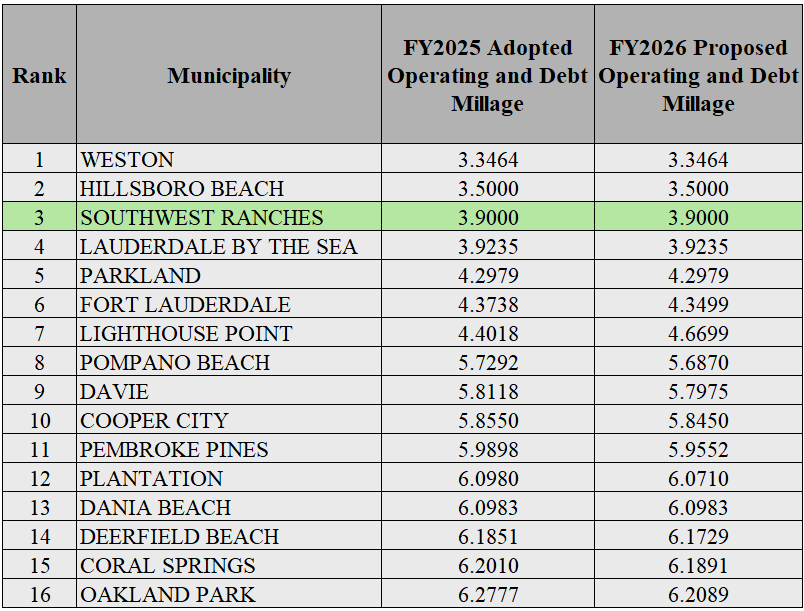 Rank Municipality FY2025 Adopted Operating and Debt Millage FY2026 Proposed Operating and Debt Millage
1 WESTON 3.3464 3.3464
2 HILLSBORO BEACH 3.5000 3.5000
3 SOUTHWEST RANCHES 3.9000 3.9000
4 LAUDERDALE BY THE SEA 3.9235 3.9235
5 PARKLAND 4.2979 4.2979
6 FORT LAUDERDALE 4.3738 4.3499
7 LIGHTHOUSE POINT 4.4018 4.6699
8 POMPANO BEACH 5.7292 5.6870
9 DAVIE 5.8118 5.7975
10 COOPER CITY 5.8550 5.8450
11 PEMBROKE PINES 5.9898 5.9552
12 PLANTATION 6.0980 6.0710
13 DANIA BEACH 6.0983 6.0983
14 DEERFIELD BEACH 6.1851 6.1729
15 CORAL SPRINGS 6.2010 6.1891
16 OAKLAND PARK 6.2777 6.2089